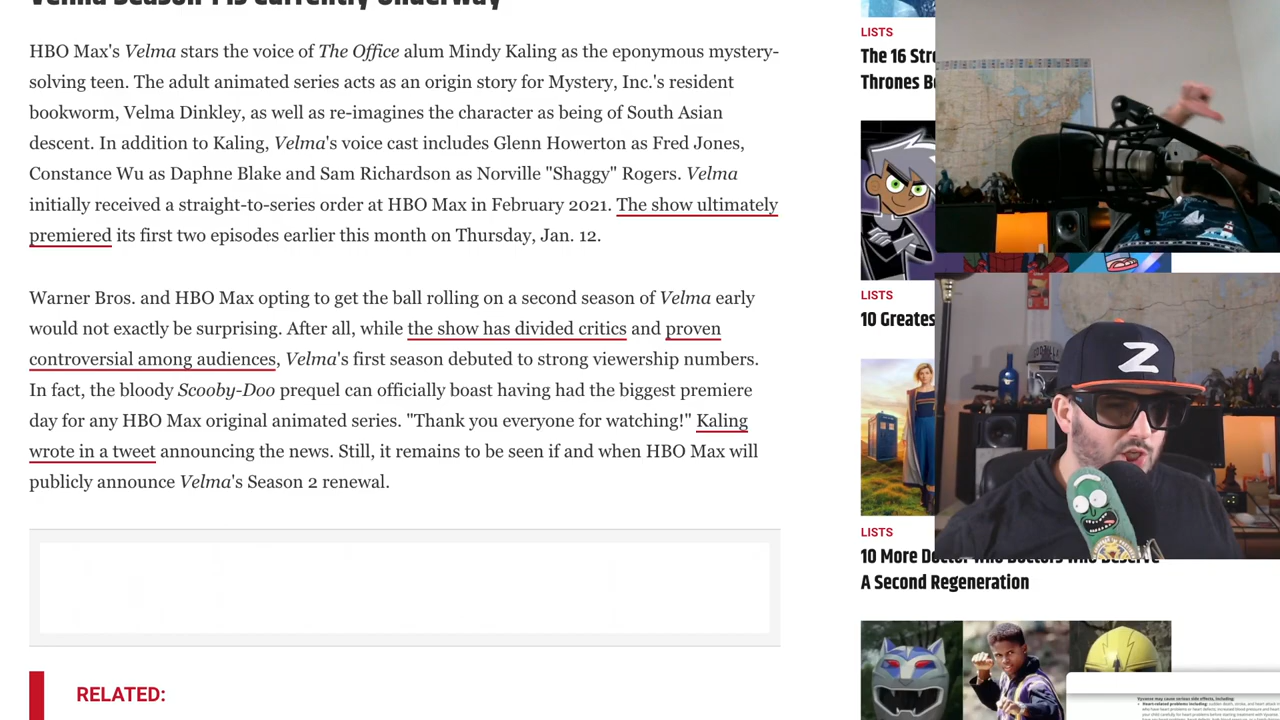 Velma Season 1 is Currently Underway
HBO Max's Velma stars the voice of The Office alum Mindy Kaling as the eponymous mystery-
solving teen. The adult animated series acts as an origin story for Mystery, Inc.'s resident
bookworm, Velma Dinkley, as well as re-imagines the character as being of South Asian
descent. In addition to Kaling, Velma's voice cast includes Glenn Howerton as Fred Jones,
Constance Wu as Daphne Blake and Sam Richardson as Norville "Shaggy" Rogers. Velma
initially received a straight-to-series order at HBO Max in February 2021. The show ultimately
premiered its first two episodes earlier this month on Thursday, Jan. 12.
Warner Bros. and HBO Max opting to get the ball rolling on a second season of Velma early
would not exactly be surprising. After all, while the show has divided critics and proven
controversial among audiences, Velma's first season debuted to strong viewership numbers.
In fact, the bloody Scooby-Doo prequel can officially boast having had the biggest premiere
day for any HBO Max original animated series. "Thank you everyone for watching!" Kaling
wrote in a tweet announcing the news. Still, it remains to be seen if and when HBO Max will
publicly announce Velma's Season 2 renewal.
RELATED:
LISTS
The 16 Stro
Thrones B
LISTS
10 Greates
LISTS
10 More Doctor Who Doctors Who Deserve
A Second Regeneration
Z